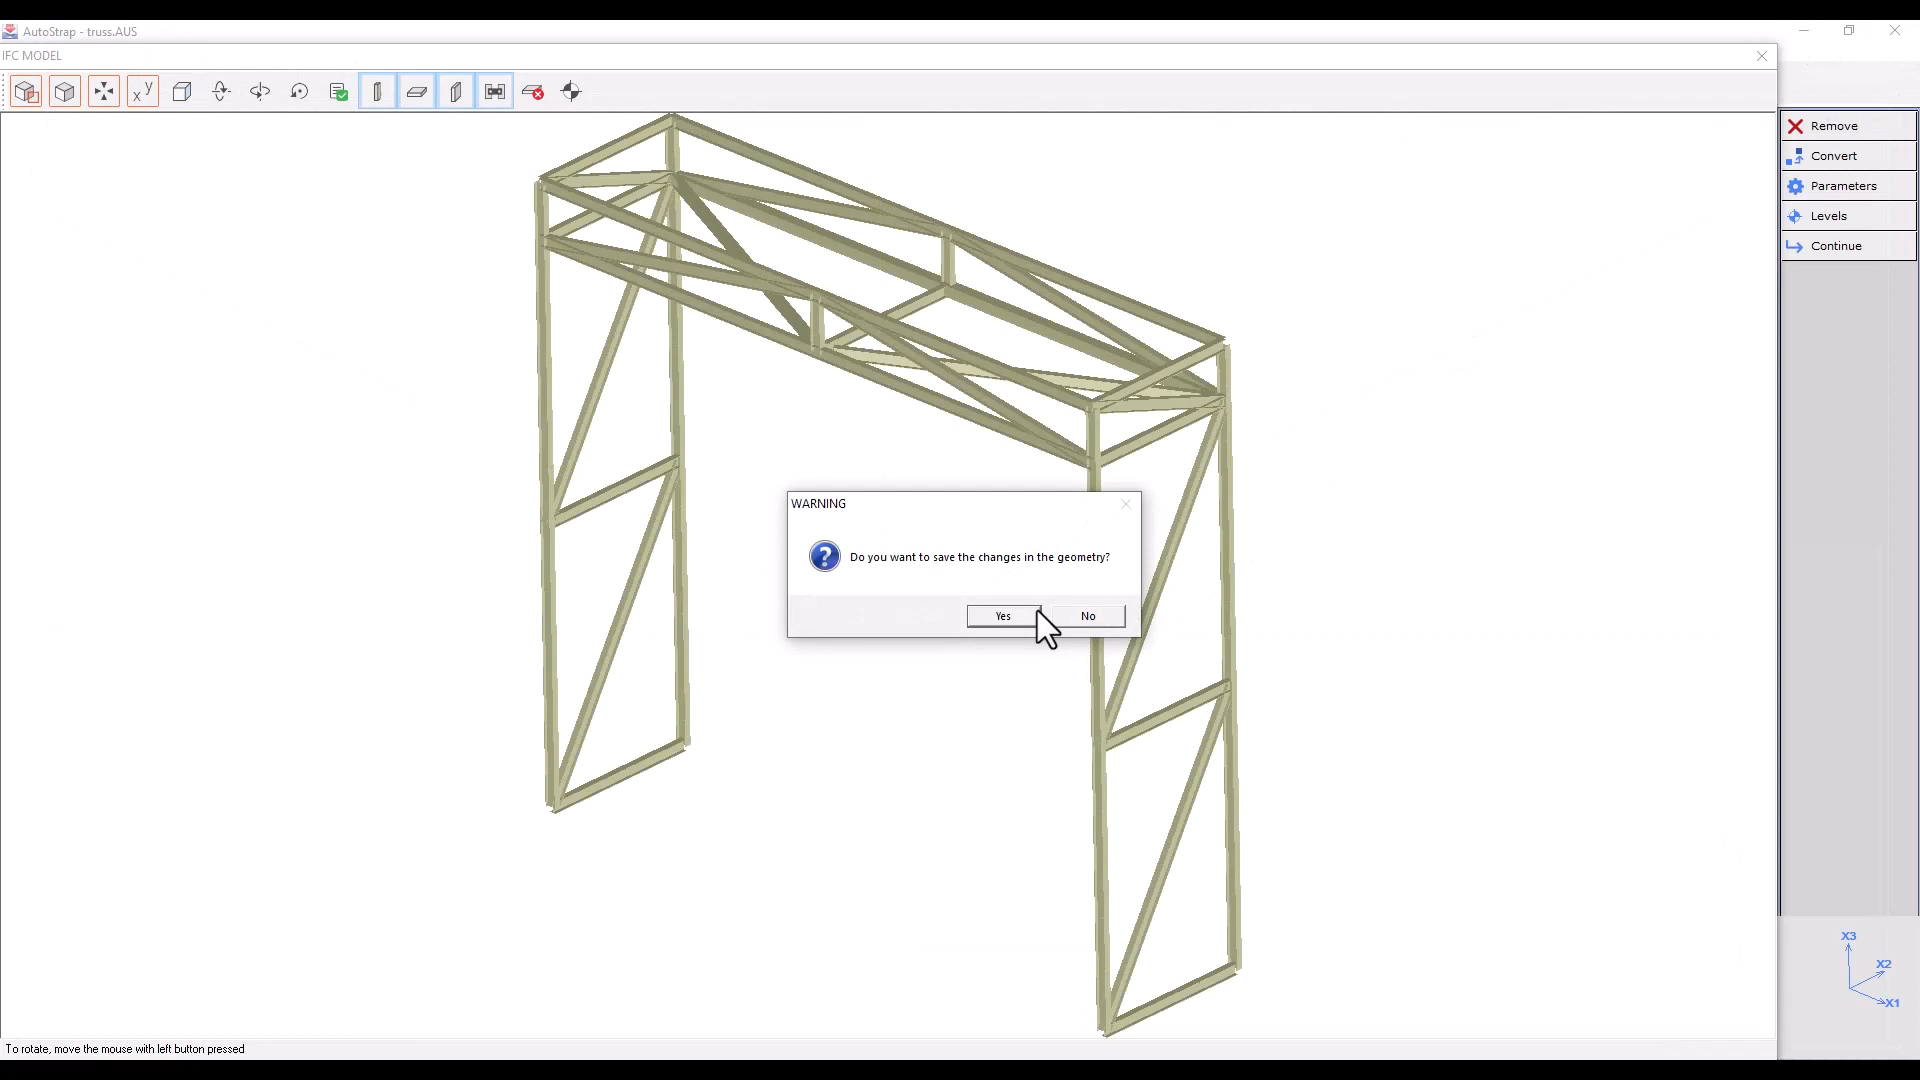 AutoStrap - truss.AUS
IFC MODEL
x y
Remove
Convert
Parameters
Levels
Continue
WARNING
Do you want to save the changes in the geometry?
Yes
No
X3
X2
X1
To rotate, move the mouse with left button pressed